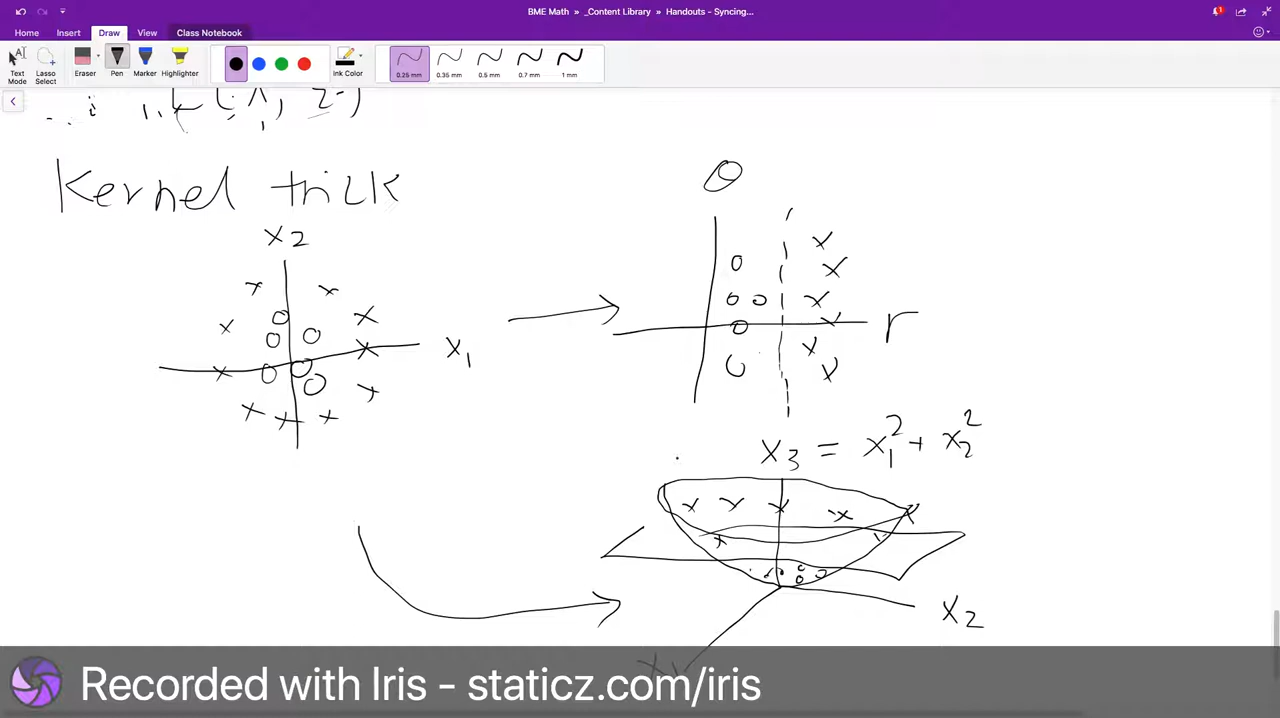 BME Math » _Content Library » Handouts - Syncing...
Home Insert Draw View Class Notebook
Text Mode
Lasso Select
Eraser
Pen
Marker
Highlighter
Ink Color
0.25 mm
0.35 mm
0.5 mm
0.7 mm
1 mm
Kernel trick
x2
x1
θ
r
x3 = x1² + x2²
x2
x1
Recorded with Iris - staticz.com/iris